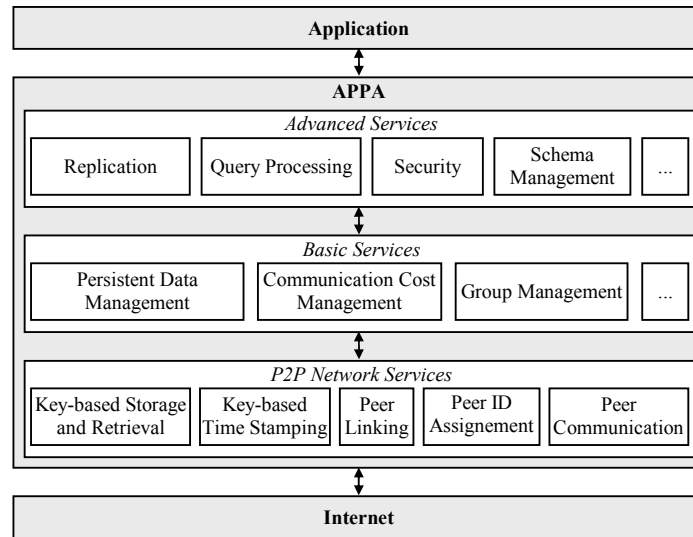 Application
APPA
Advanced Services
Replication
Query Processing
Security
Schema
Management
...
Basic Services
Persistent Data
Management
Communication Cost
Management
Group Management
...
P2P Network Services
Key-based Storage
and Retrieval
Key-based
Time Stamping
Peer
Linking
Peer ID
Assignement
Peer
Communication
Internet